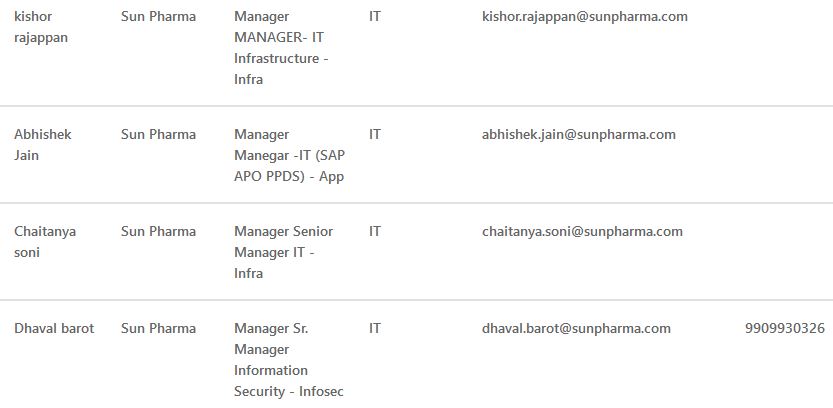 kishor Sun Pharma Manager IT kishor.rajappan@sunpharma.com
rajappan MANAGER- IT
Infrastructure -
Infra
Abhishek Sun Pharma Manager IT abhishek.jain@sunpharma.com
Jain Manegar -IT (SAP
APO PPDS) - App
Chaitanya Sun Pharma Manager Senior IT chaitanya.soni@sunpharma.com
soni Manager IT -
Infra
Dhaval barot Sun Pharma Manager Sr. IT dhaval.barot@sunpharma.com 9909930326
Manager
Information
Security - Infosec